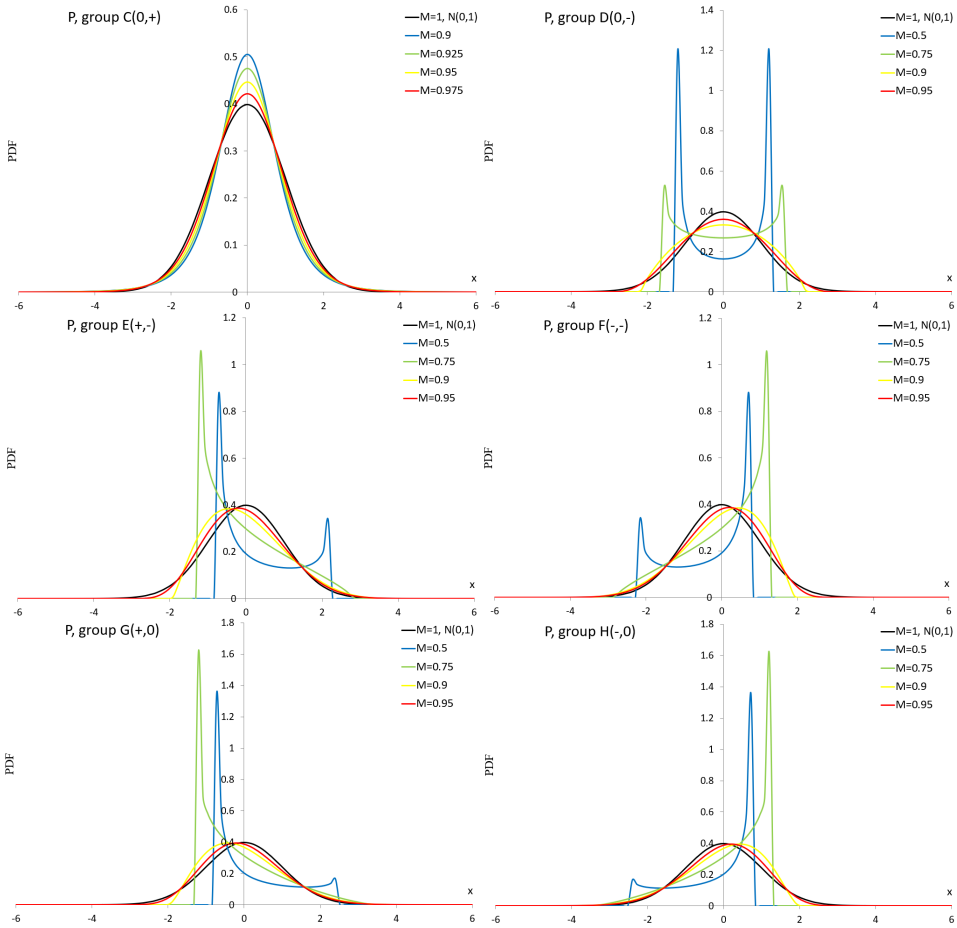 P, group C(0,+)
M=1, N(0,1)
M=0.9
M=0.925
M=0.95
M=0.975
PDF
0.6
0.5
0.4
0.3
0.2
0.1
0
x
-6 -4 -2 0 2 4 6
P, group D(0,-)
M=1, N(0,1)
M=0.5
M=0.75
M=0.9
M=0.95
PDF
1.4
1.2
1
0.8
0.6
0.4
0.2
0
x
-6 -4 -2 0 2 4 6
P, group E(+,-)
M=1, N(0,1)
M=0.5
M=0.75
M=0.9
M=0.95
PDF
1.2
1
0.8
0.6
0.4
0.2
0
x
-6 -4 -2 0 2 4 6
P, group F(-,-)
M=1, N(0,1)
M=0.5
M=0.75
M=0.9
M=0.95
PDF
1.2
1
0.8
0.6
0.4
0.2
0
x
-6 -4 -2 0 2 4 6
P, group G(+,0)
M=1, N(0,1)
M=0.5
M=0.75
M=0.9
M=0.95
PDF
1.8
1.6
1.4
1.2
1
0.8
0.6
0.4
0.2
0
x
-6 -4 -2 0 2 4 6
P, group H(-,0)
M=1, N(0,1)
M=0.5
M=0.75
M=0.9
M=0.95
PDF
1.8
1.6
1.4
1.2
1
0.8
0.6
0.4
0.2
0
x
-6 -4 -2 0 2 4 6